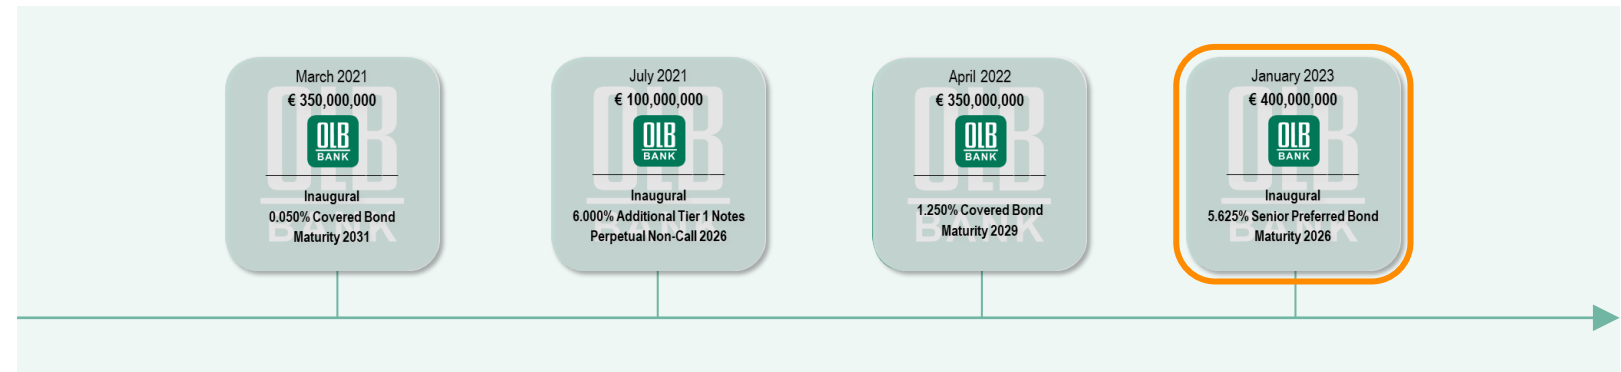 March 2021
€ 350,000,000
OLB
BANK
Inaugural
0.050% Covered Bond
Maturity 2031
July 2021
€ 100,000,000
OLB
BANK
Inaugural
6.000% Additional Tier 1 Notes
Perpetual Non-Call 2026
April 2022
€ 350,000,000
OLB
BANK
1.250% Covered Bond
Maturity 2029
January 2023
€ 400,000,000
OLB
BANK
Inaugural
5.625% Senior Preferred Bond
Maturity 2026